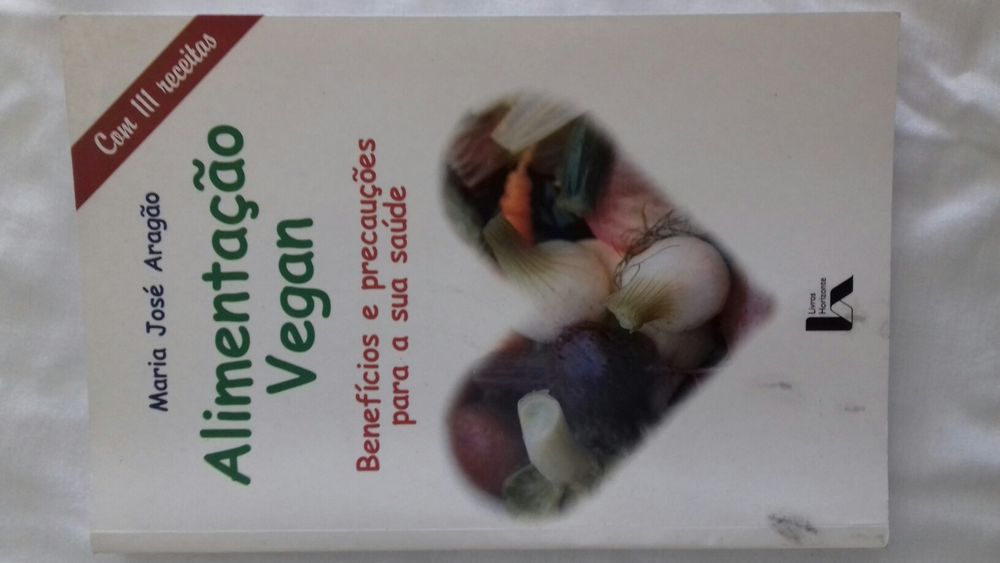 Com 111 receitas
Maria José Aragão
Alimentação
Vegan
Benefícios e precauções
para a sua saúde
Livros
Horizonte